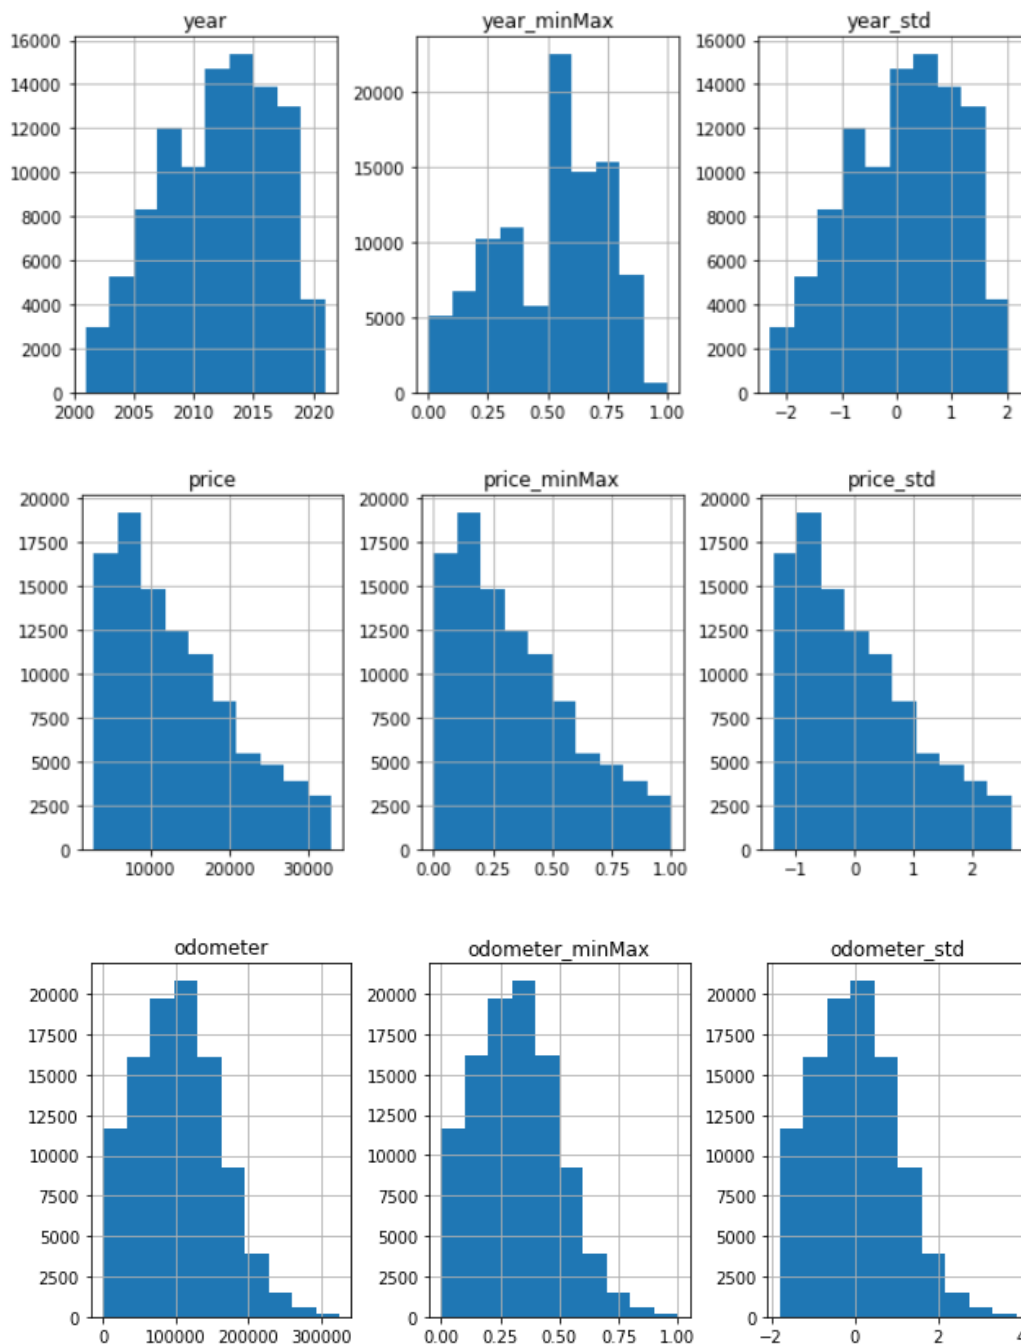 year year_minMax year_std
16000 14000 12000 10000 8000 6000 4000 2000 0
2000 2005 2010 2015 2020
20000 15000 10000 5000 0
0.00 0.25 0.50 0.75 1.00
16000 14000 12000 10000 8000 6000 4000 2000 0
−2 −1 0 1 2
price price_minMax price_std
20000 17500 15000 12500 10000 7500 5000 2500 0
10000 20000 30000
20000 17500 15000 12500 10000 7500 5000 2500 0
0.00 0.25 0.50 0.75 1.00
20000 17500 15000 12500 10000 7500 5000 2500 0
−1 0 1 2
odometer odometer_minMax odometer_std
20000 17500 15000 12500 10000 7500 5000 2500 0
0 100000 200000 300000
20000 17500 15000 12500 10000 7500 5000 2500 0
0.00 0.25 0.50 0.75 1.00
20000 17500 15000 12500 10000 7500 5000 2500 0
−2 0 2 4